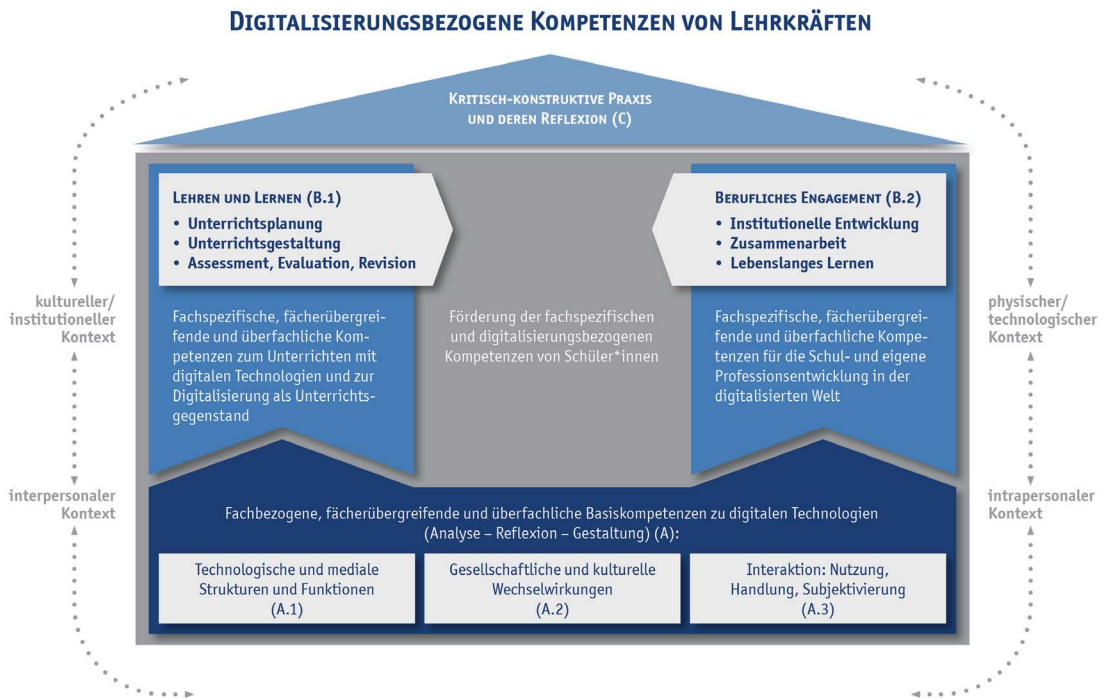 DIGITALISIERUNGSBEZOGENE KOMPETENZEN VON LEHRKRÄFTEN
KRITISCH-KONSTRUKTIVE PRAXIS
UND DEREN REFLEXION (C)
LEHREN UND LERNEN (B.1)
• Unterrichtsplanung
• Unterrichtsgestaltung
• Assessment, Evaluation, Revision
BERUFLICHES ENGAGEMENT (B.2)
• Institutionelle Entwicklung
• Zusammenarbeit
• Lebenslanges Lernen
kultureller/
institutioneller
Kontext
Fachspezifische, fächerübergrei-
fende und überfachliche Kom-
petenzen zum Unterrichten mit
digitalen Technologien und zur
Digitalisierung als Unterrichts-
gegenstand
Förderung der fachspezifischen
und digitalisierungsbezogenen
Kompetenzen von Schüler*innen
Fachspezifische, fächerübergrei-
fende und überfachliche Kompe-
tenzen für die Schul- und eigene
Professionsentwicklung in der
digitalisierten Welt
physischer/
technologischer
Kontext
interpersonaler
Kontext
intrapersonaler
Kontext
Fachbezogene, fächerübergreifende und überfachliche Basiskompetenzen zu digitalen Technologien
(Analyse – Reflexion – Gestaltung) (A):
Technologische und mediale
Strukturen und Funktionen
(A.1)
Gesellschaftliche und kulturelle
Wechselwirkungen
(A.2)
Interaktion: Nutzung,
Handlung, Subjektivierung
(A.3)